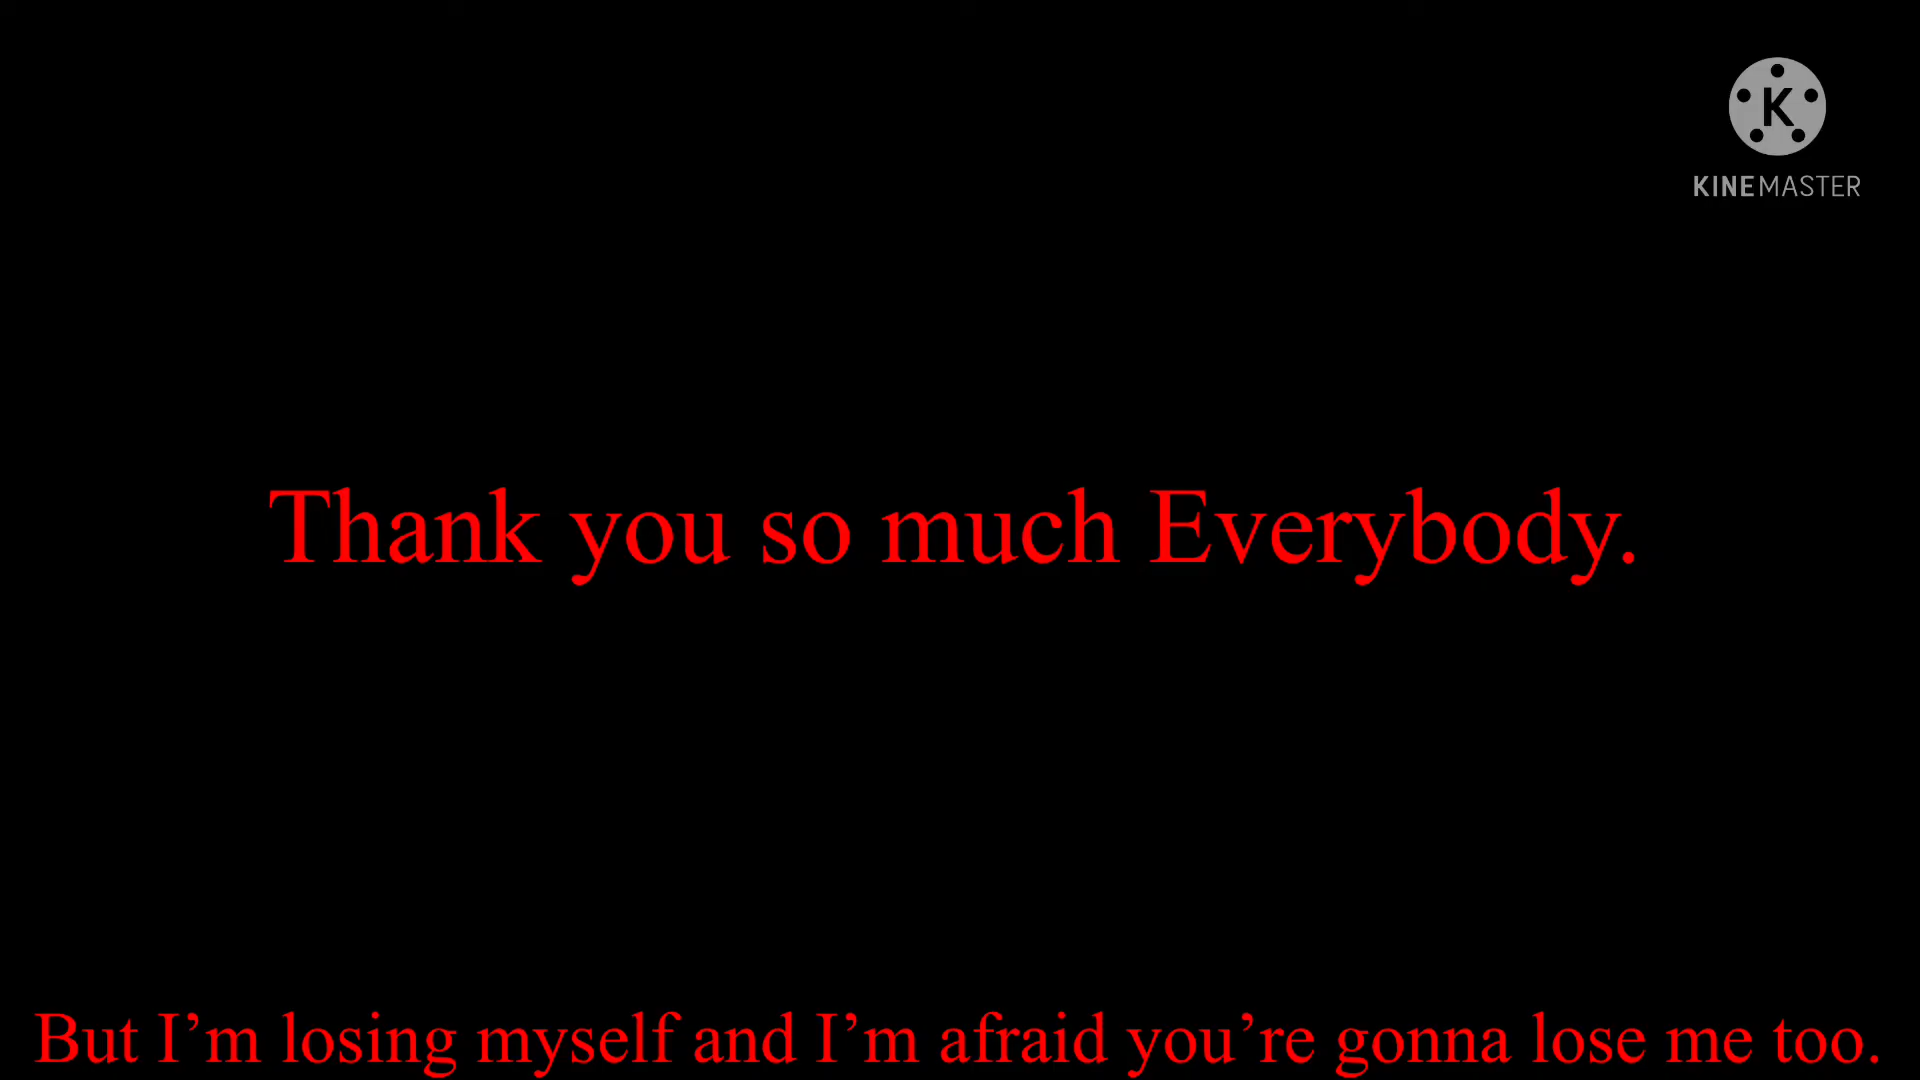 K
KINEMASTER
Thank you so much Everybody.
But I’m losing myself and I’m afraid you’re gonna lose me too.